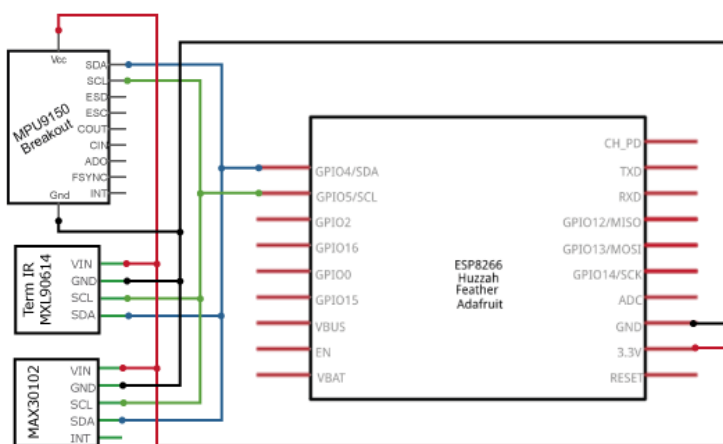 Vcc
SDA
SCL
ESD
ESC
COUT
CIN
ADO
FSYNC
INT
Gnd
MPU9150
Breakout
VIN
GND
SCL
SDA
Term IR
MXL90614
VIN
GND
SCL
SDA
INT
MAX30102
GPIO4/SDA
GPIO5/SCL
GPIO2
GPIO16
GPIO0
GPIO15
VBUS
EN
VBAT
ESP8266
Huzzah
Feather
Adafruit
CH_PD
TXD
RXD
GPIO12/MISO
GPIO13/MOSI
GPIO14/SCK
ADC
GND
3.3V
RESET